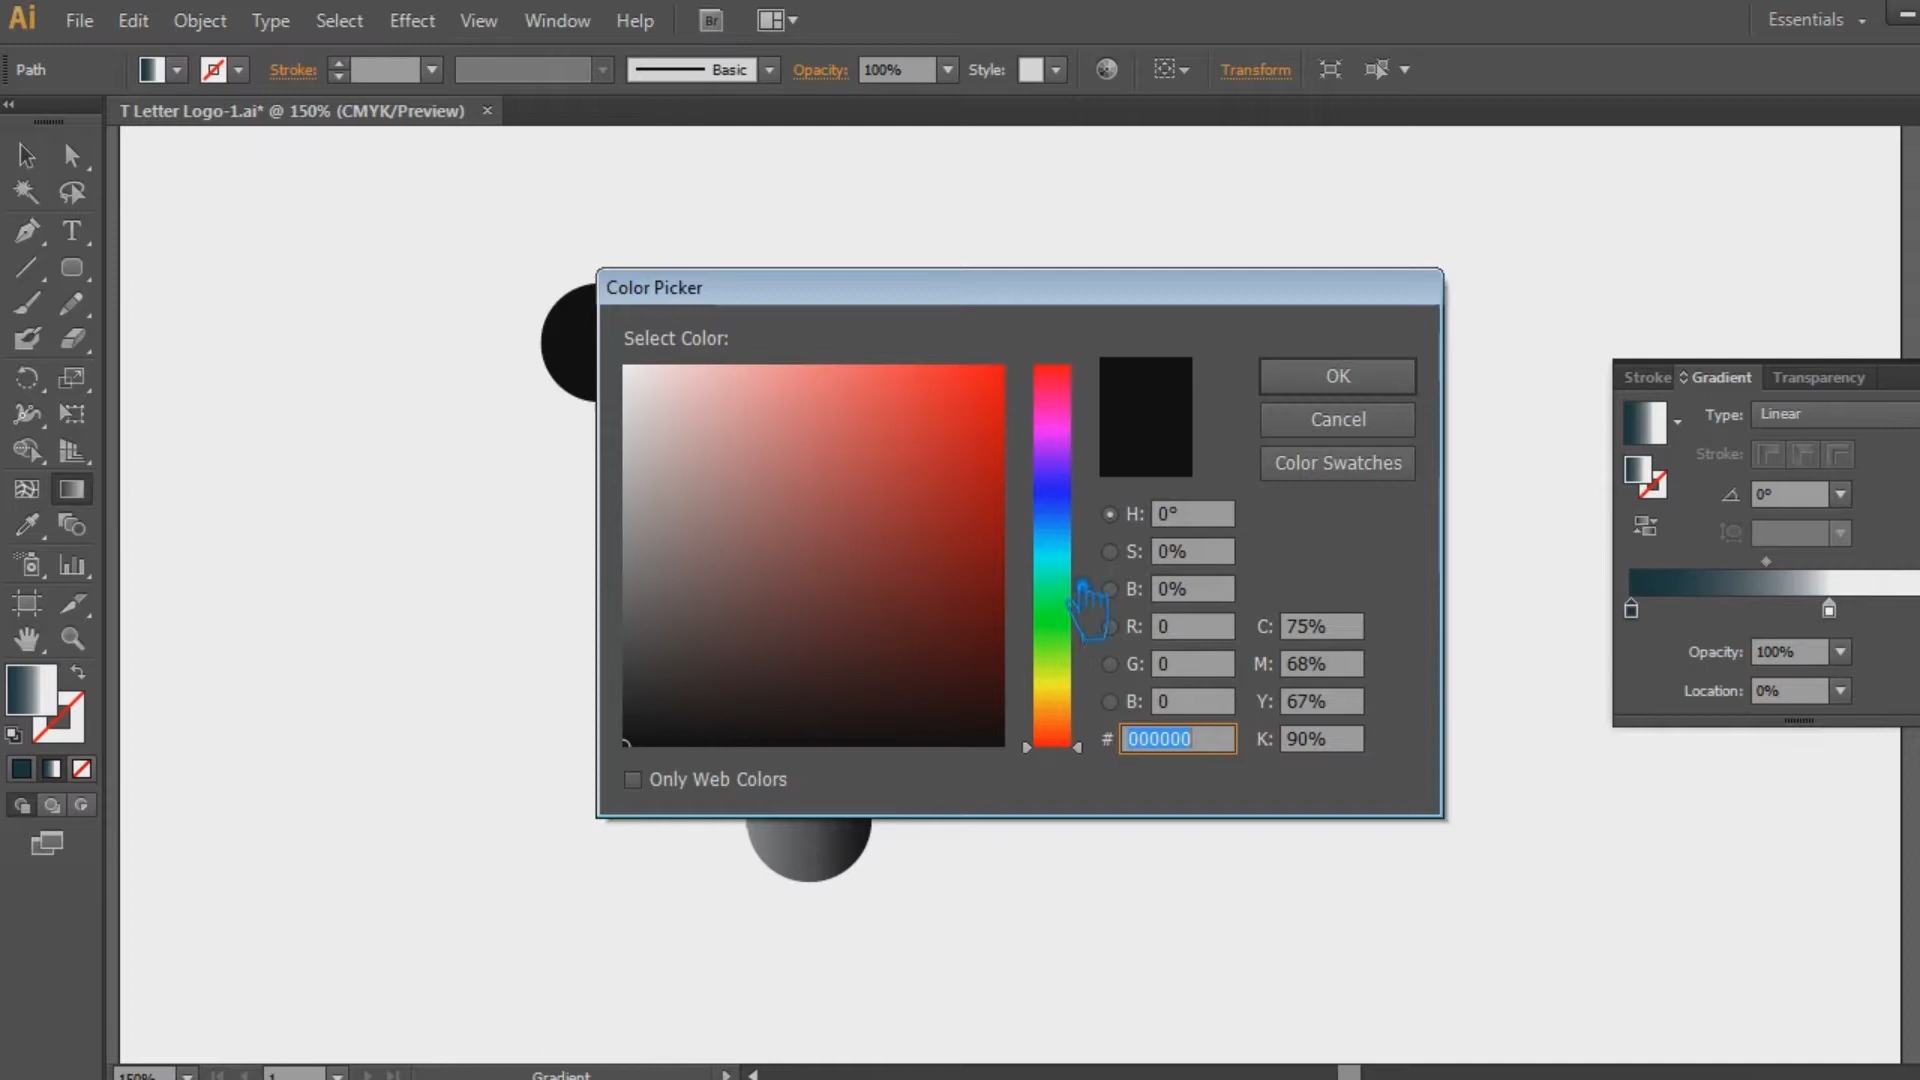 Ai File Edit Object Type Select Effect View Window Help Br Essentials
Path Stroke: Basic Opacity: 100% Style: Transform
T Letter Logo-1.ai* @ 150% (CMYK/Preview) ×
Color Picker
Select Color:
OK
Cancel
Color Swatches
H: 0°
S: 0%
B: 0%
R: 0 C: 75%
G: 0 M: 68%
B: 0 Y: 67%
# 000000 K: 90%
Only Web Colors
Stroke Gradient Transparency
Type: Linear
Stroke:
0°
Opacity: 100%
Location: 0%
150% 1 Gradient